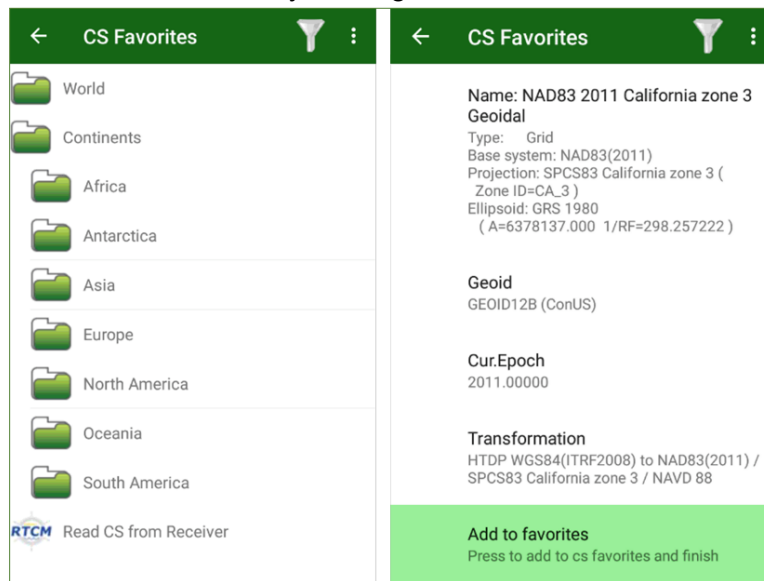 CS Favorites
World
Continents
Africa
Antarctica
Asia
Europe
North America
Oceania
South America
RTCM Read CS from Receiver
CS Favorites
Name: NAD83 2011 California zone 3
Geoidal
Type: Grid
Base system: NAD83(2011)
Projection: SPCS83 California zone 3 (
Zone ID=CA_3 )
Ellipsoid: GRS 1980
( A=6378137.000 1/RF=298.257222 )
Geoid
GEOID12B (ConUS)
Cur.Epoch
2011.00000
Transformation
HTDP WGS84(ITRF2008) to NAD83(2011) /
SPCS83 California zone 3 / NAVD 88
Add to favorites
Press to add to cs favorites and finish